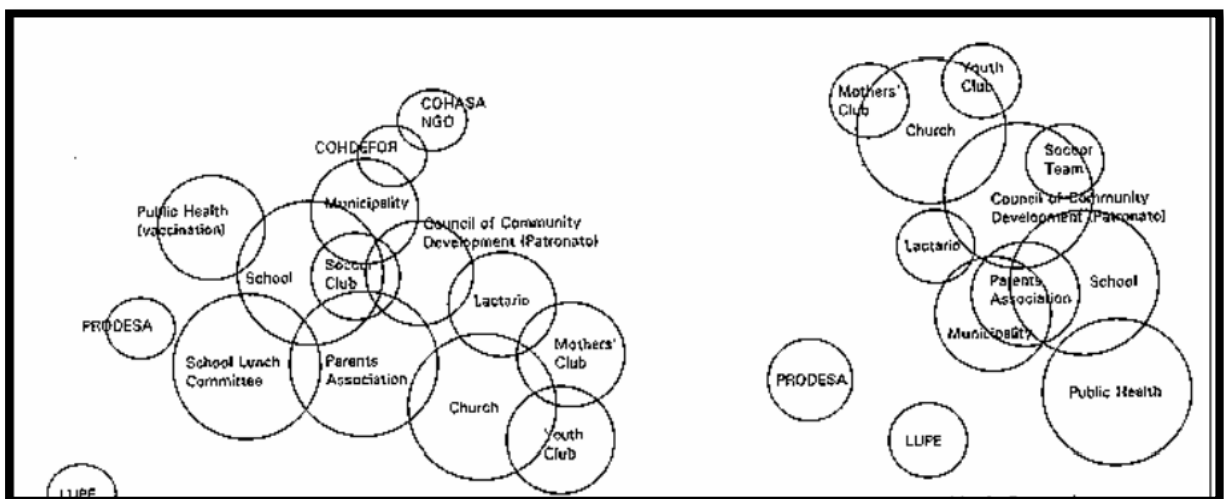 COHASA
NGO
COHDEFOR
Public Health
(vaccination)
Municipality
Council of Community
Development (Patronato)
School
Soccer
Club
Lactario
PRODESA
School Lunch
Committee
Parents
Association
Mothers'
Club
Church
Youth
Club
LUPE
Youth
Club
Mothers'
Club
Church
Soccor
Team
Council of Community
Development (Patronato)
Lactario
Parents
Association
School
Municipality
PRODESA
Public Health
LUPE